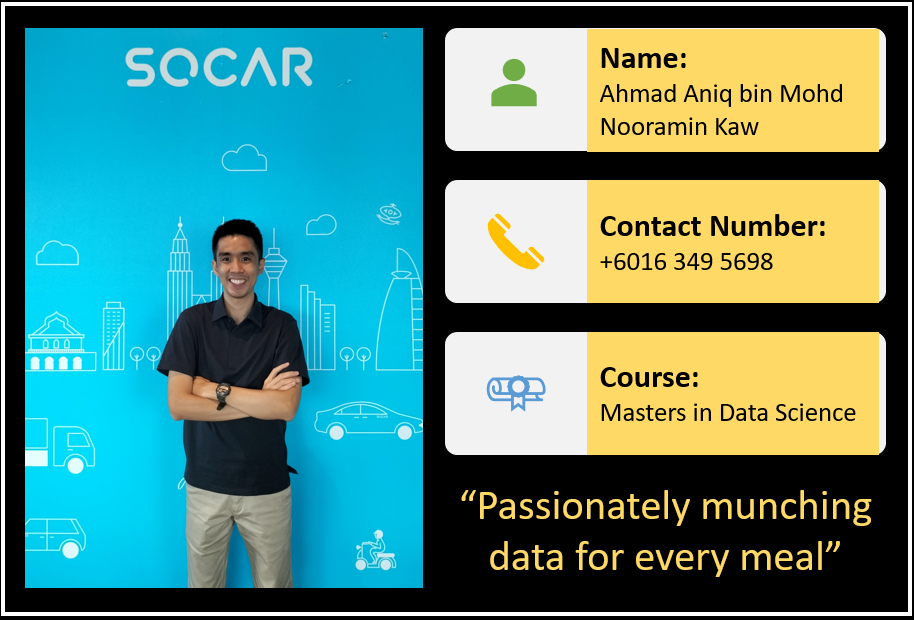 SOCAR
Name:
Ahmad Aniq bin Mohd
Nooramin Kaw
Contact Number:
+6016 349 5698
Course:
Masters in Data Science
“Passionately munching
data for every meal”